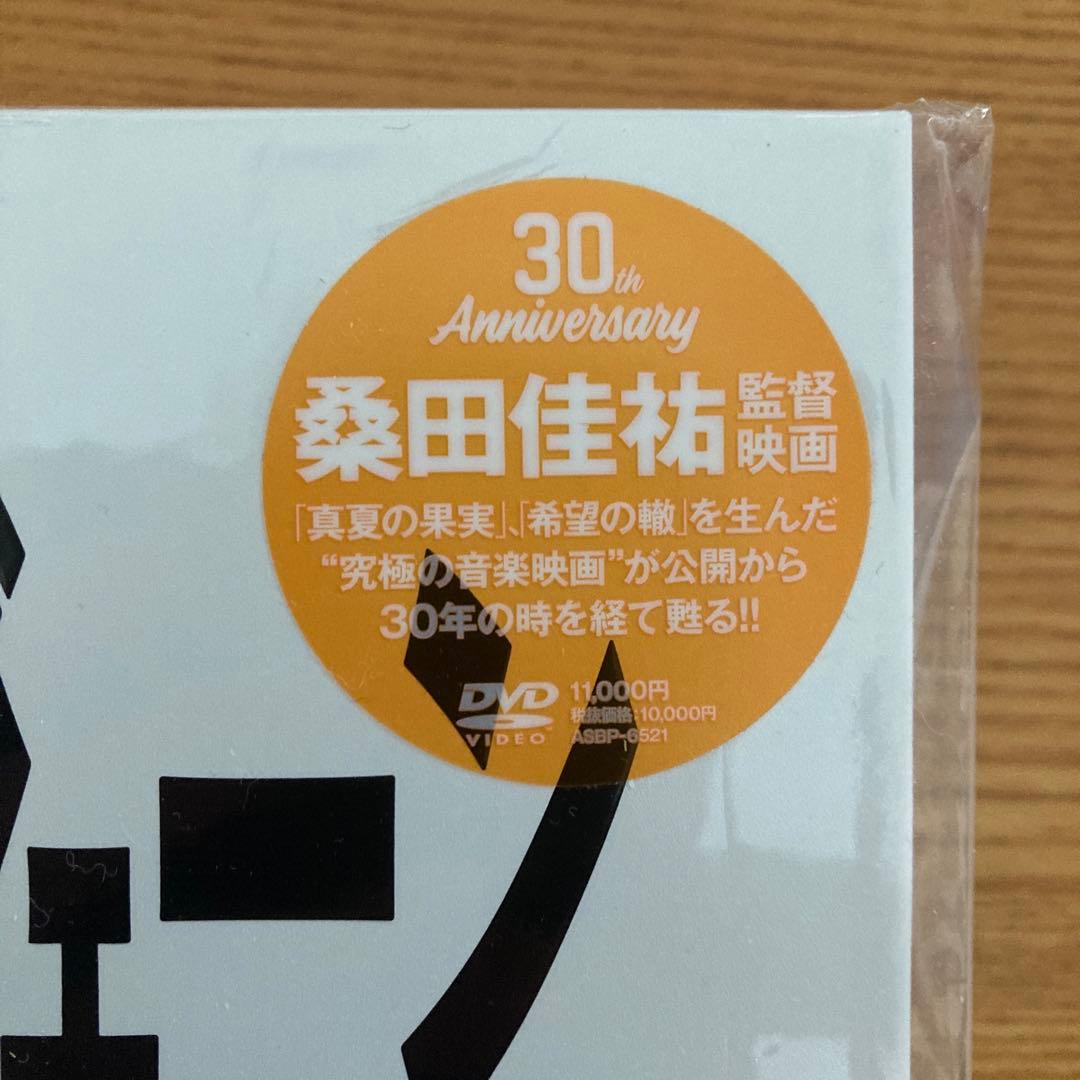 30th
Anniversary
桑田佳祐監督映画
「真夏の果実」、「希望の轍」を生んだ
“究極の音楽映画”が公開から
30年の時を経て甦る!!
DVD VIDEO
11,000円
税抜価格:10,000円
ASBP-6521
ン